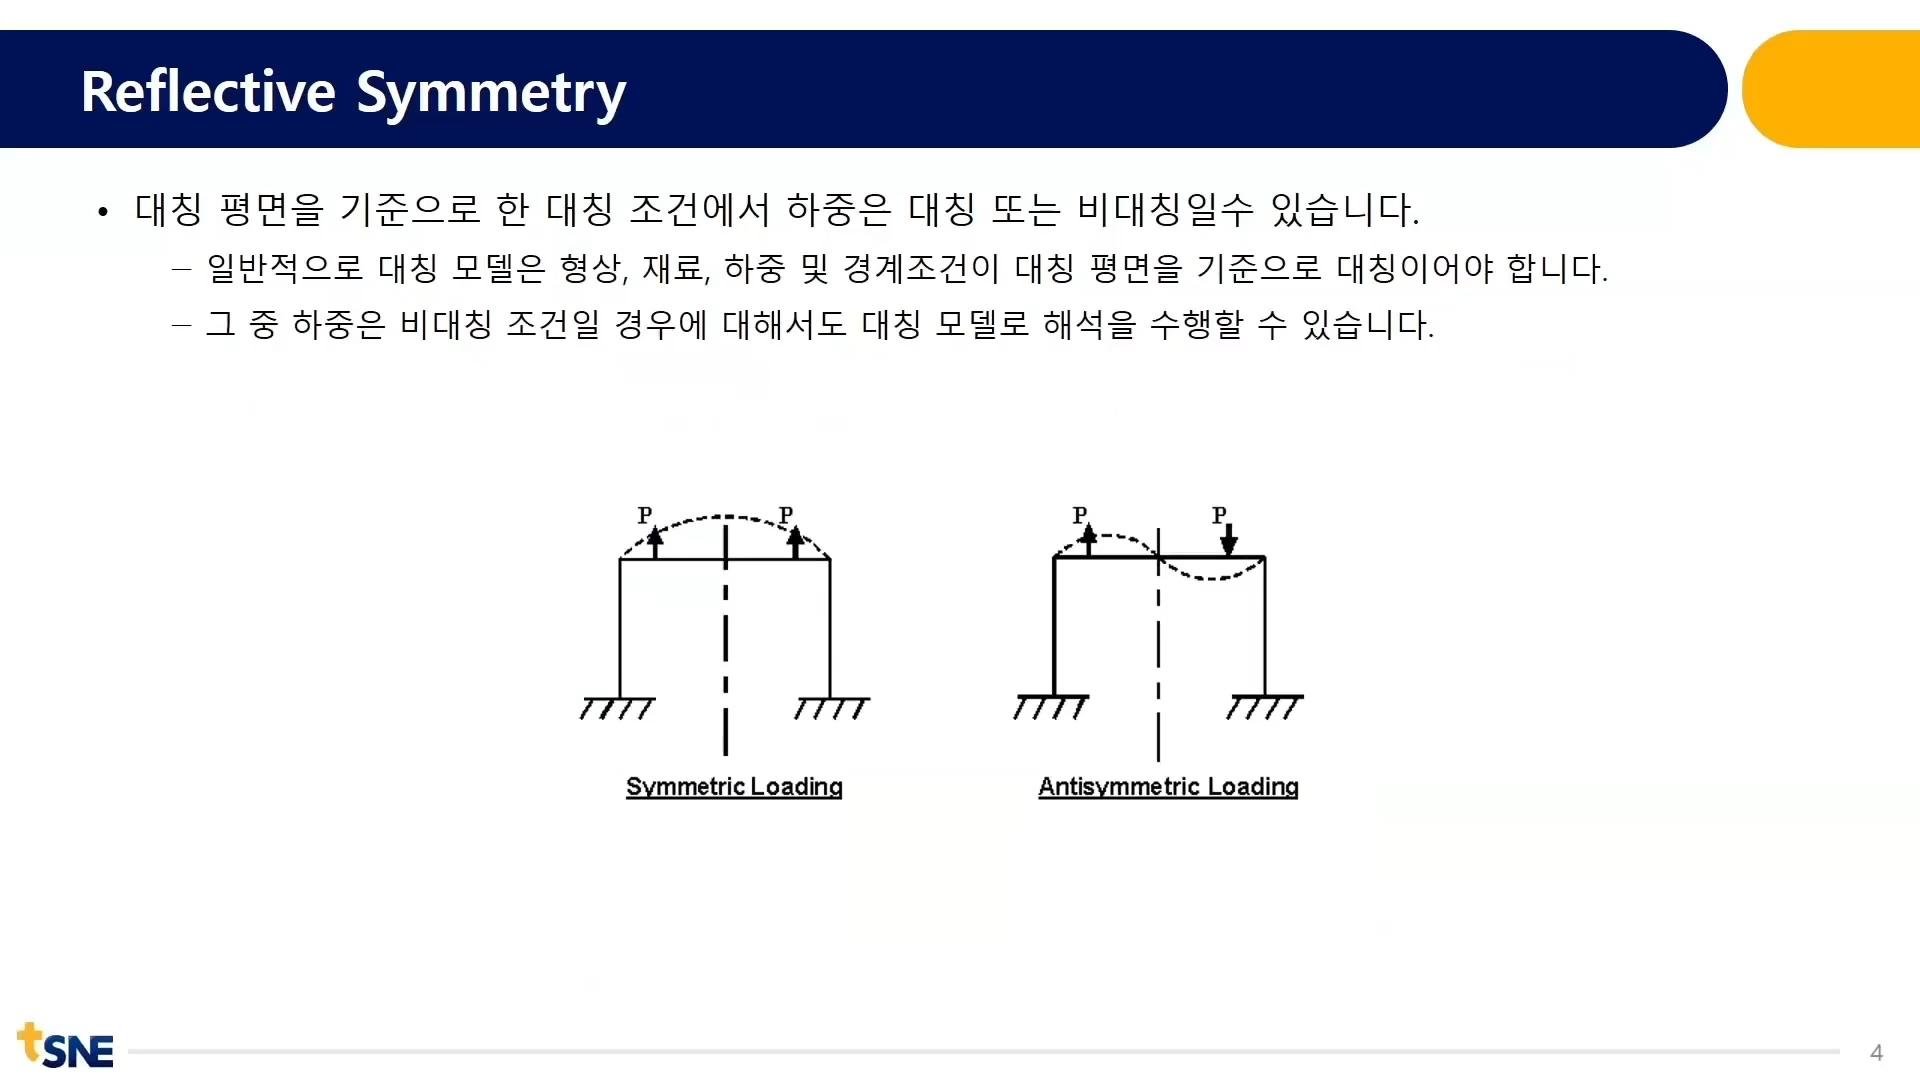 Reflective Symmetry
• 대칭 평면을 기준으로 한 대칭 조건에서 하중은 대칭 또는 비대칭일수 있습니다.
– 일반적으로 대칭 모델은 형상, 재료, 하중 및 경계조건이 대칭 평면을 기준으로 대칭이어야 합니다.
– 그 중 하중은 비대칭 조건일 경우에 대해서도 대칭 모델로 해석을 수행할 수 있습니다.
P P
P P
Symmetric Loading
Antisymmetric Loading
tSNE
4